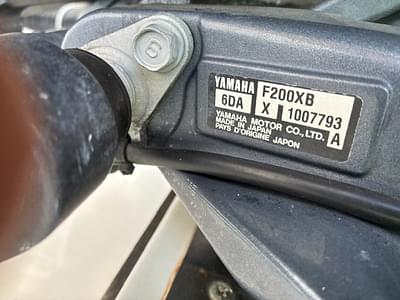 YAMAHA F200XB
6DA X 1007793
YAMAHA MOTOR CO., LTD.
MADE IN JAPAN
PAYS D'ORIGINE JAPON A